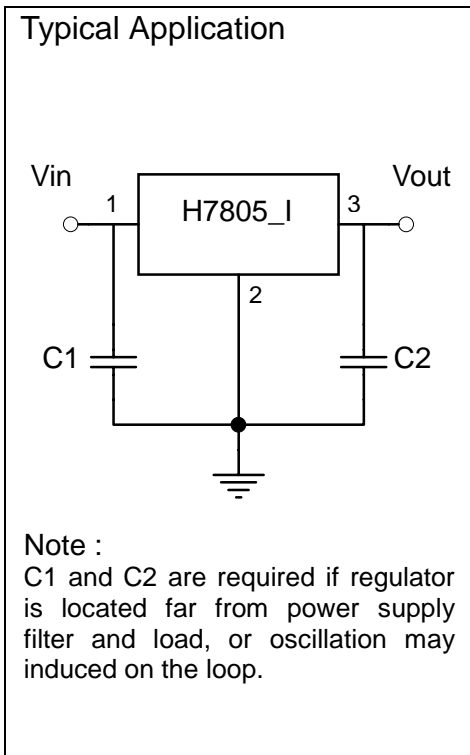 Typical Application
Vin
Vout
1
H7805_I
3
2
C1
C2
Note :
C1 and C2 are required if regulator
is located far from power supply
filter and load, or oscillation may
induced on the loop.